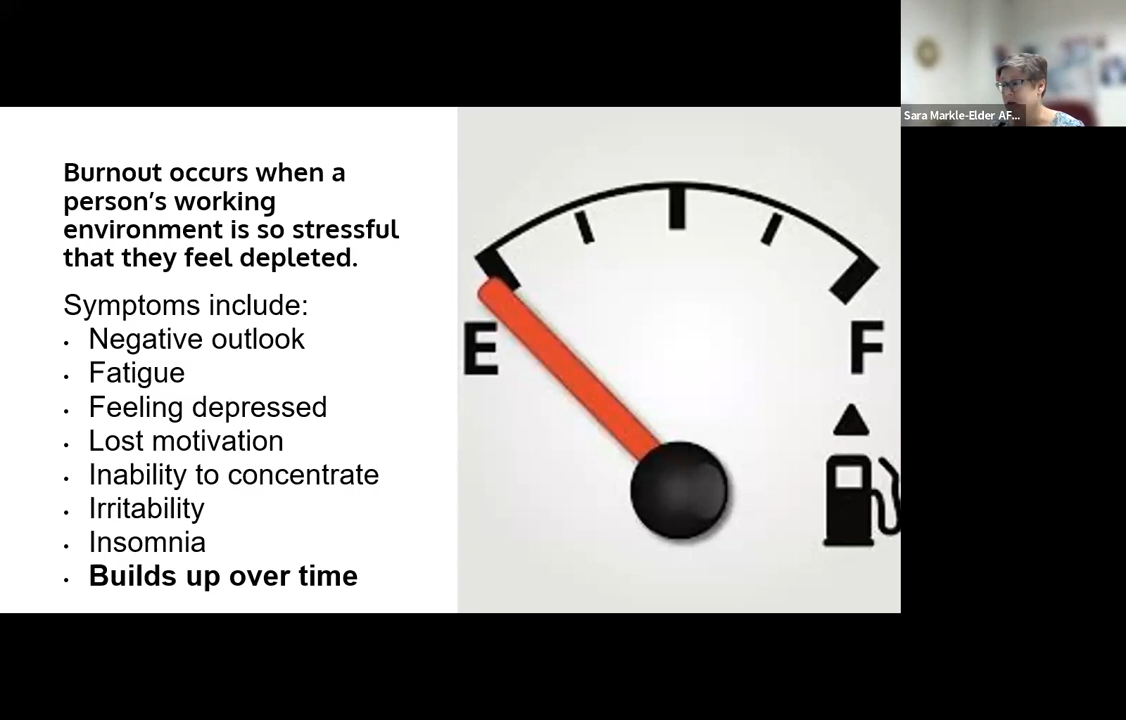 Sara Markle-Elder AF...
Burnout occurs when a
person’s working
environment is so stressful
that they feel depleted.
Symptoms include:
• Negative outlook
• Fatigue
• Feeling depressed
• Lost motivation
• Inability to concentrate
• Irritability
• Insomnia
• Builds up over time
E
F